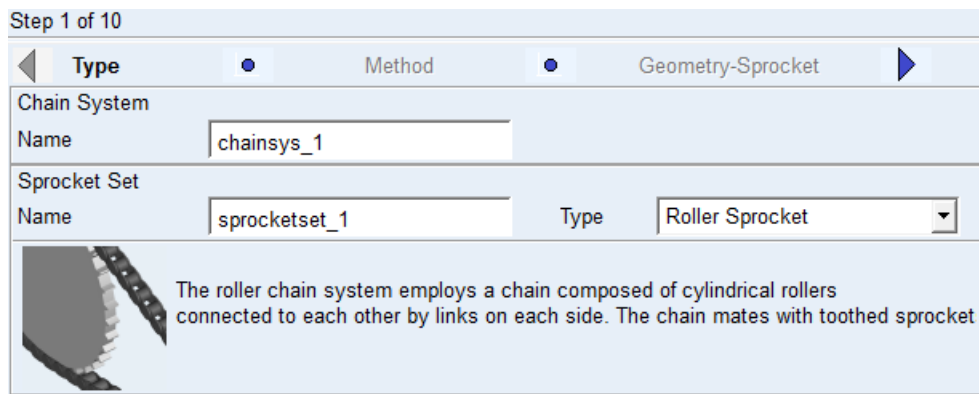 Step 1 of 10
Type Method Geometry-Sprocket
Chain System
Name chainsys_1
Sprocket Set
Name sprocketset_1 Type Roller Sprocket
The roller chain system employs a chain composed of cylindrical rollers
connected to each other by links on each side. The chain mates with toothed sprocket